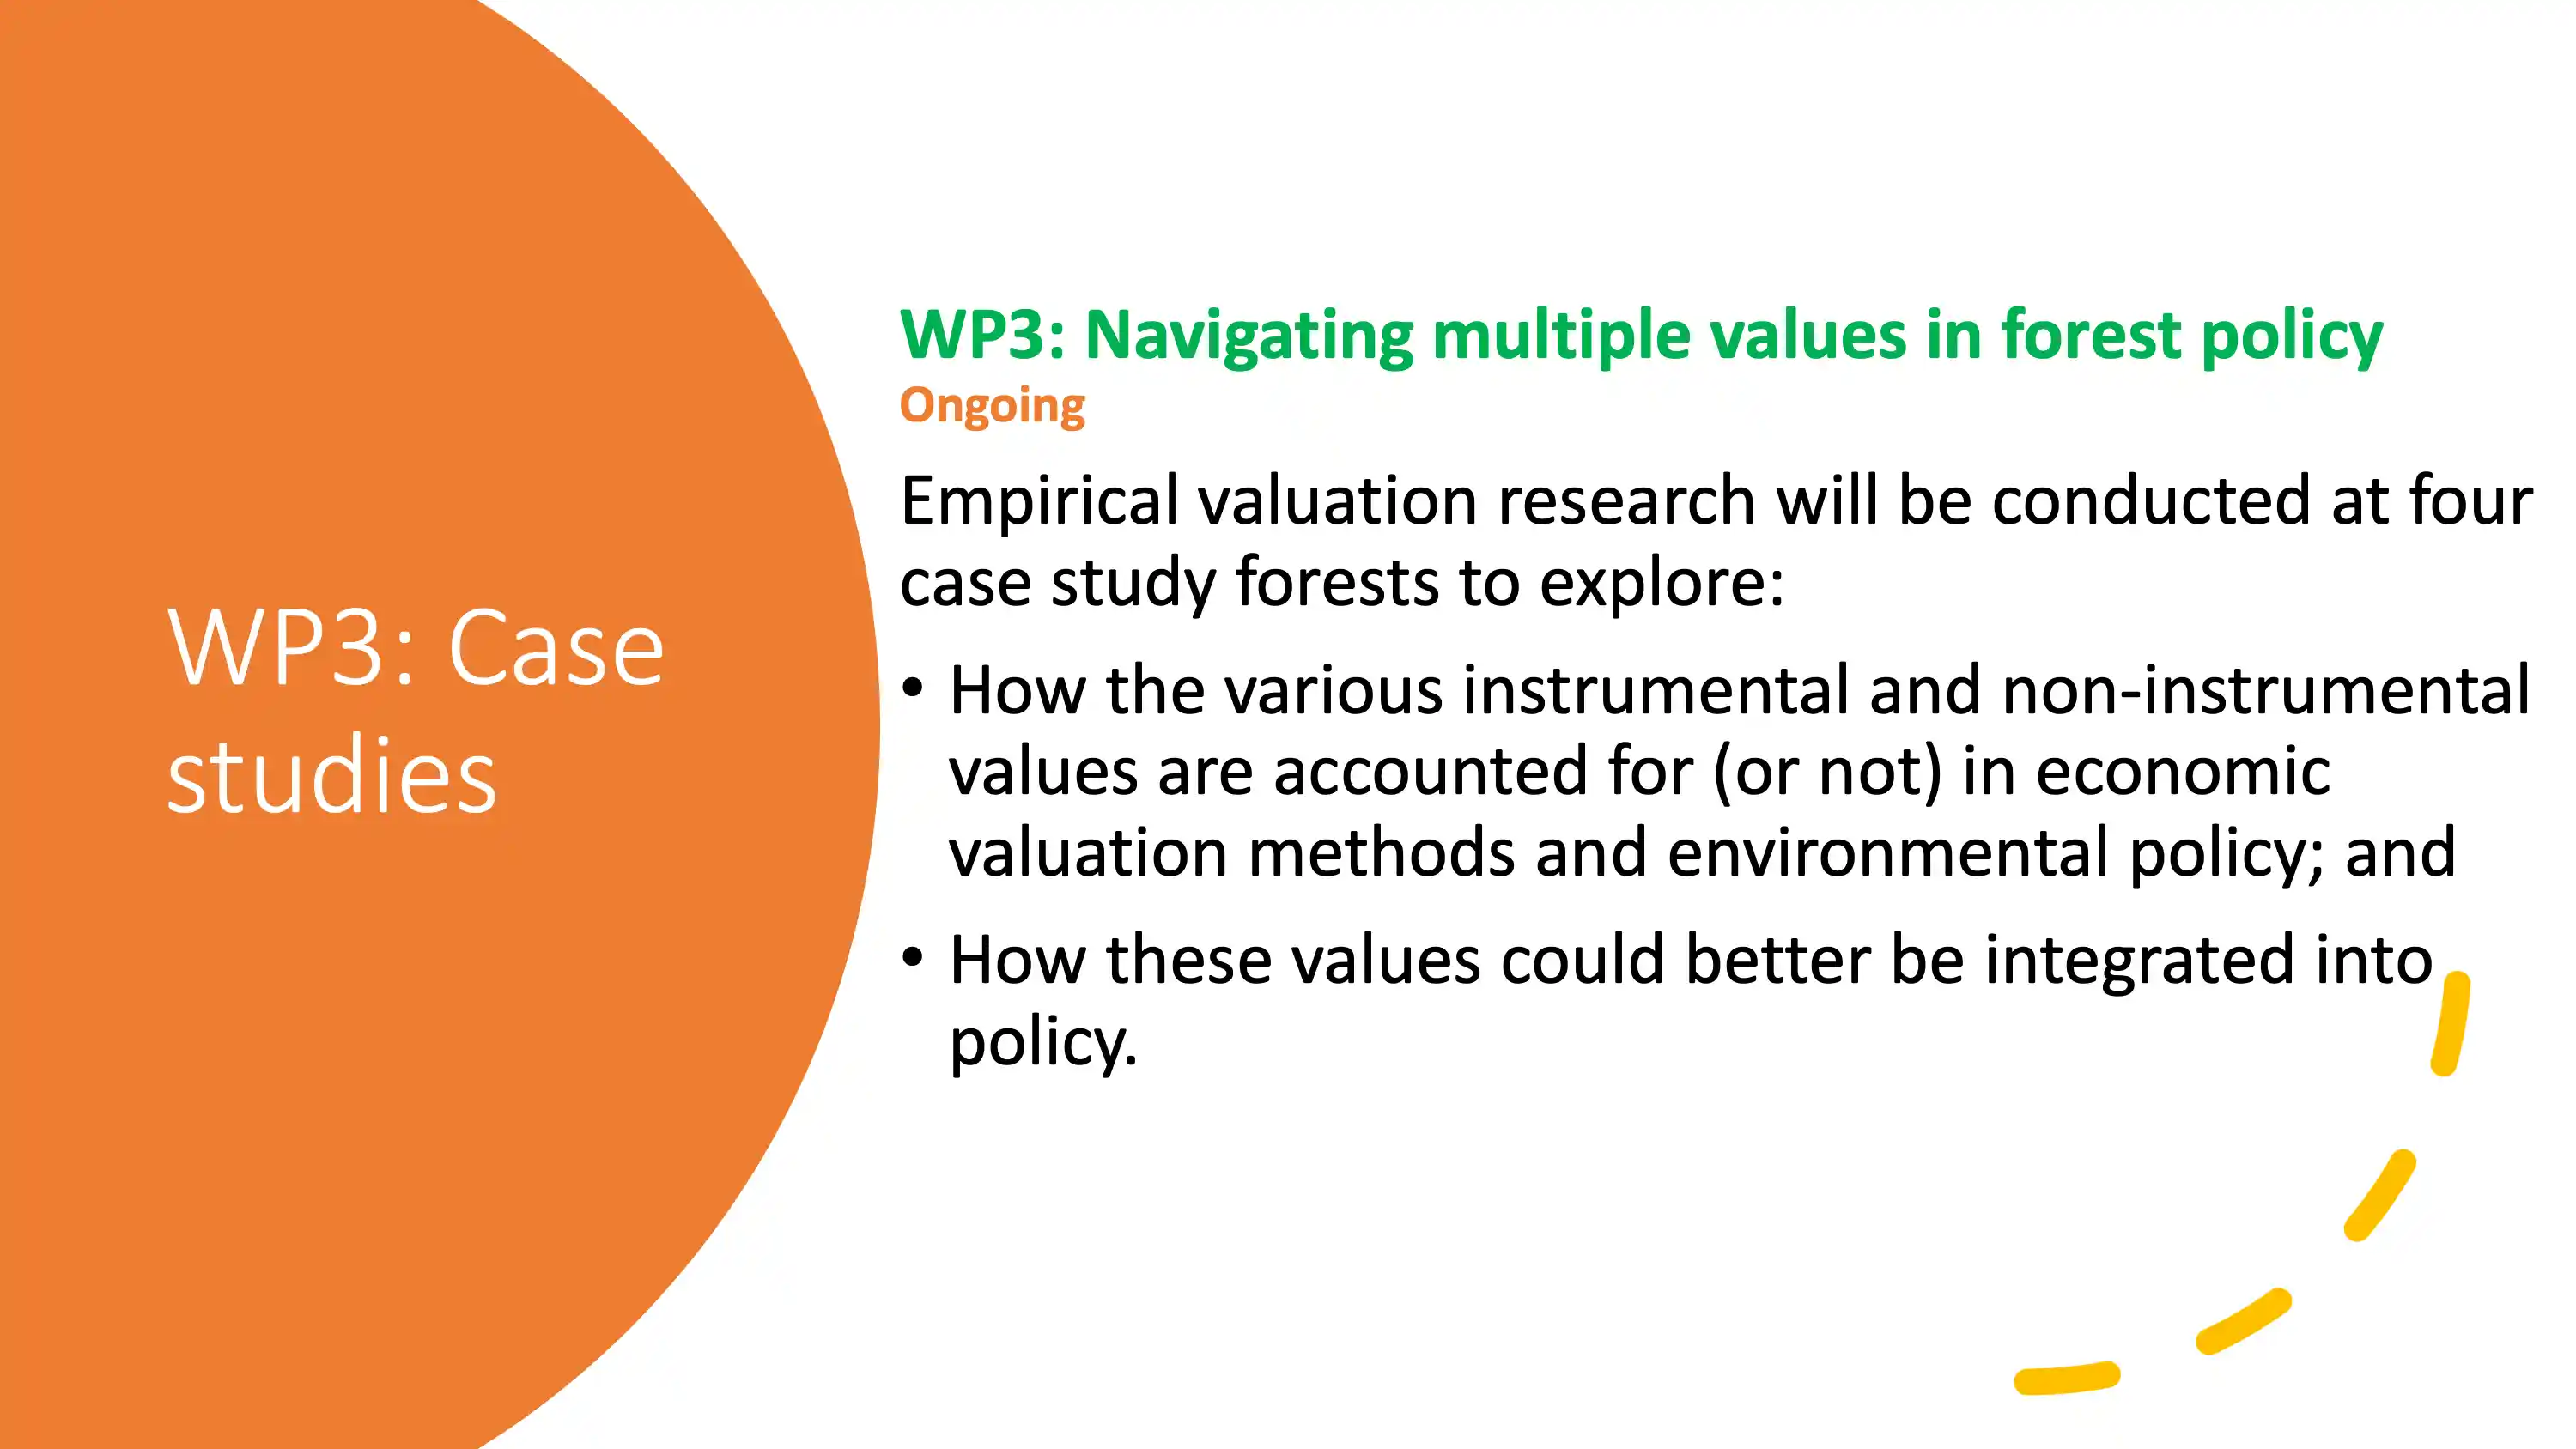 WP3: Case
studies
WP3: Navigating multiple values in forest policy
Ongoing
Empirical valuation research will be conducted at four
case study forests to explore:
• How the various instrumental and non-instrumental
values are accounted for (or not) in economic
valuation methods and environmental policy; and
• How these values could better be integrated into
policy.